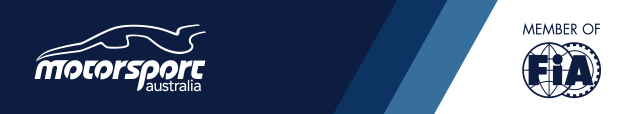 motorsport
australia
MEMBER OF
FiA